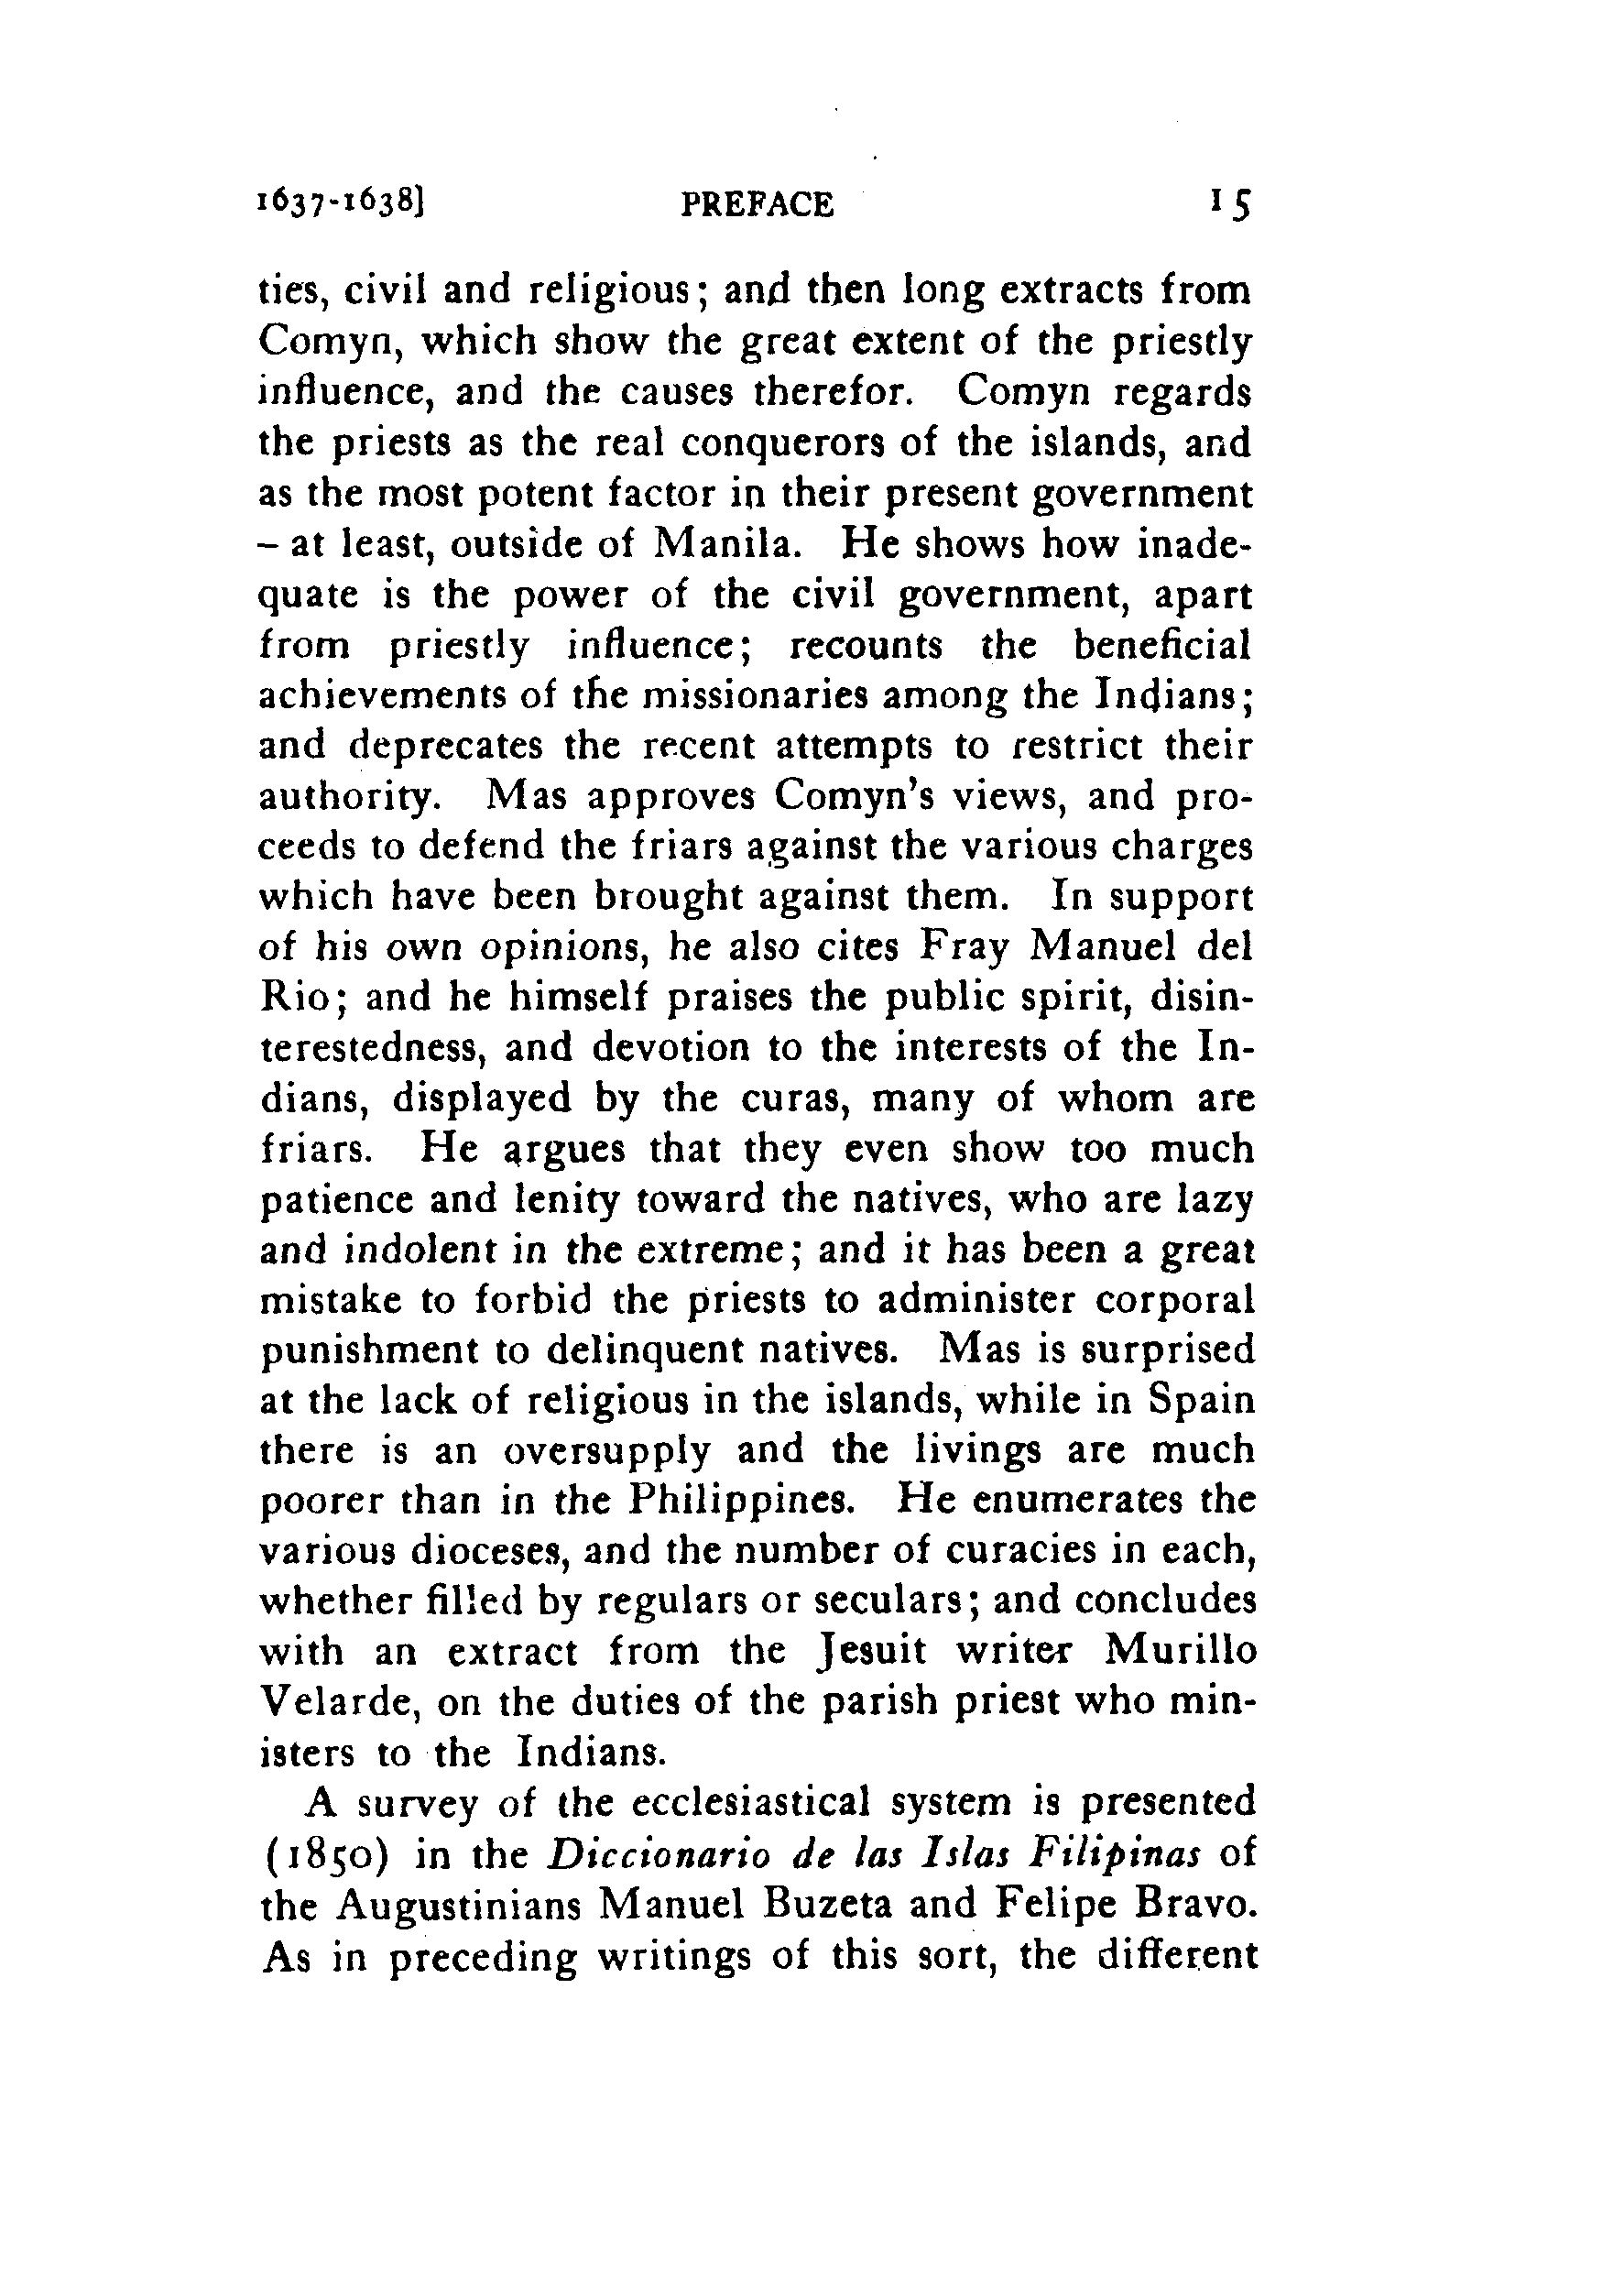 1637-1638] PREFACE 15
ties, civil and religious; and then long extracts from
Comyn, which show the great extent of the priestly
influence, and the causes therefor. Comyn regards
the priests as the real conquerors of the islands, and
as the most potent factor in their present government
– at least, outside of Manila. He shows how inade-
quate is the power of the civil government, apart
from priestly influence; recounts the beneficial
achievements of the missionaries among the Indians;
and deprecates the recent attempts to restrict their
authority. Mas approves Comyn's views, and pro-
ceeds to defend the friars against the various charges
which have been brought against them. In support
of his own opinions, he also cites Fray Manuel del
Rio; and he himself praises the public spirit, disin-
terestedness, and devotion to the interests of the In-
dians, displayed by the curas, many of whom are
friars. He argues that they even show too much
patience and lenity toward the natives, who are lazy
and indolent in the extreme; and it has been a great
mistake to forbid the priests to administer corporal
punishment to delinquent natives. Mas is surprised
at the lack of religious in the islands, while in Spain
there is an oversupply and the livings are much
poorer than in the Philippines. He enumerates the
various dioceses, and the number of curacies in each,
whether filled by regulars or seculars; and concludes
with an extract from the Jesuit writer Murillo
Velarde, on the duties of the parish priest who min-
isters to the Indians.
A survey of the ecclesiastical system is presented
(1850) in the Diccionario de las Islas Filipinas of
the Augustinians Manuel Buzeta and Felipe Bravo.
As in preceding writings of this sort, the different